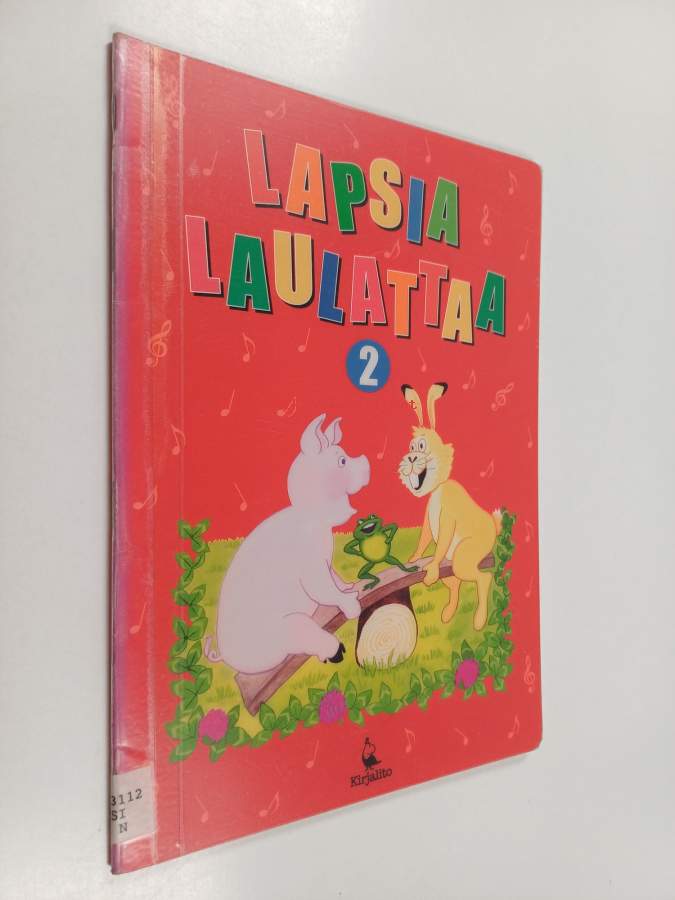 LAPSIA
LAULATTAA
2
Kirjalito
3112
SI
N